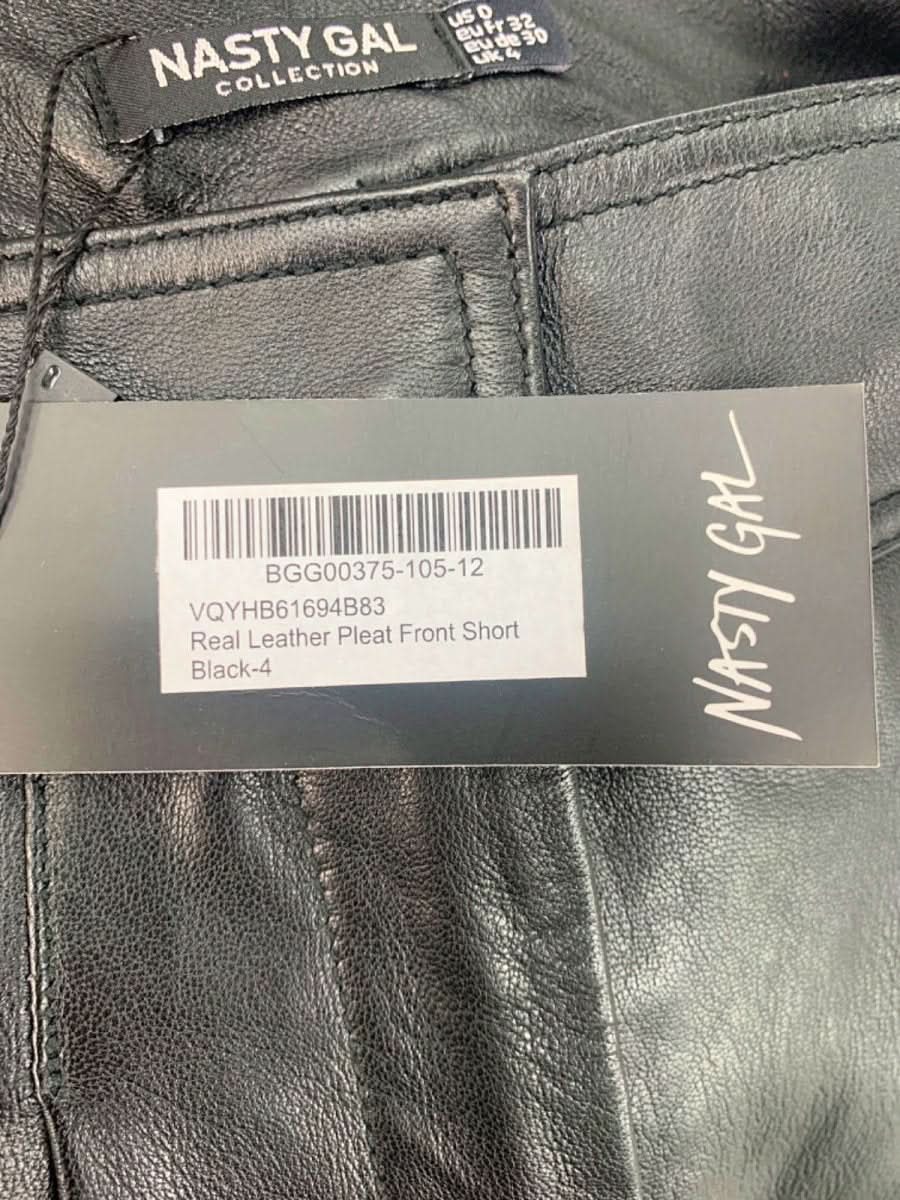 NASTY GAL
COLLECTION
US 0
eu fr 32
eu de 30
UK 4
BGG00375-105-12
VQYHB61694B83
Real Leather Pleat Front Short
Black-4
NASTY GAL